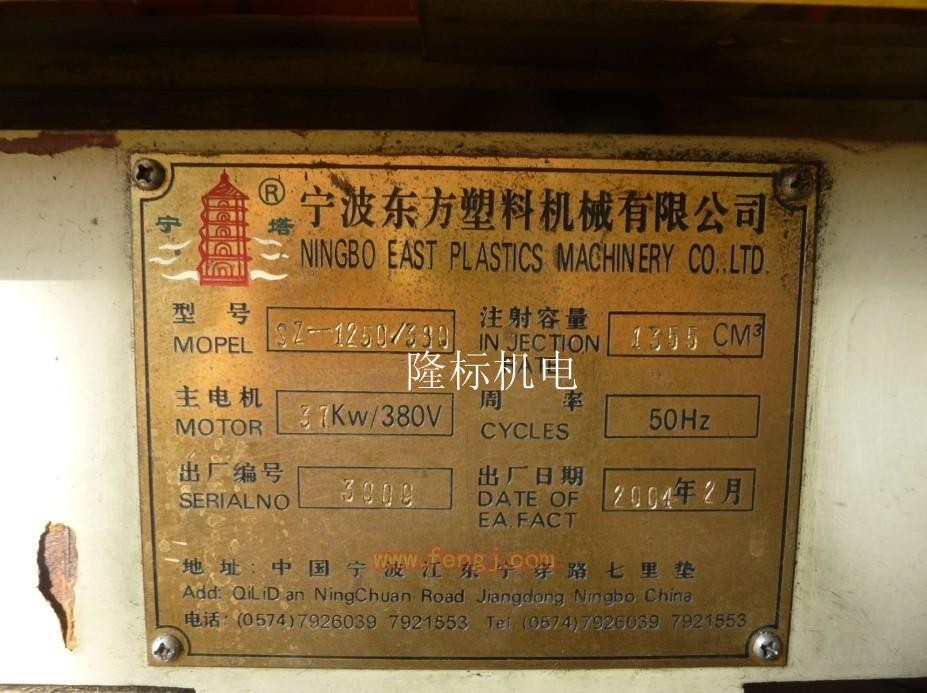 宁 塔 ® 宁波东方塑料机械有限公司
NINGBO EAST PLASTICS MACHINERY CO.,LTD.
型号 SZ-1250/380 注射容量 1355 CM³
MOPEL INJECTION RATE
隆标机电
主电机 37Kw/380V 周率 50Hz
MOTOR CYCLES
出厂编号 3009 出厂日期 2004年2月
SERIALNO DATE OF
EA.FACT
www.fengj.com
地址:中国宁波江东宁穿路七里垫
Add: QiLiDian NingChuan Road Jiangdong Ningbo China
电话: (0574)7926039 7921553 Tel (0574)7926039 7921553